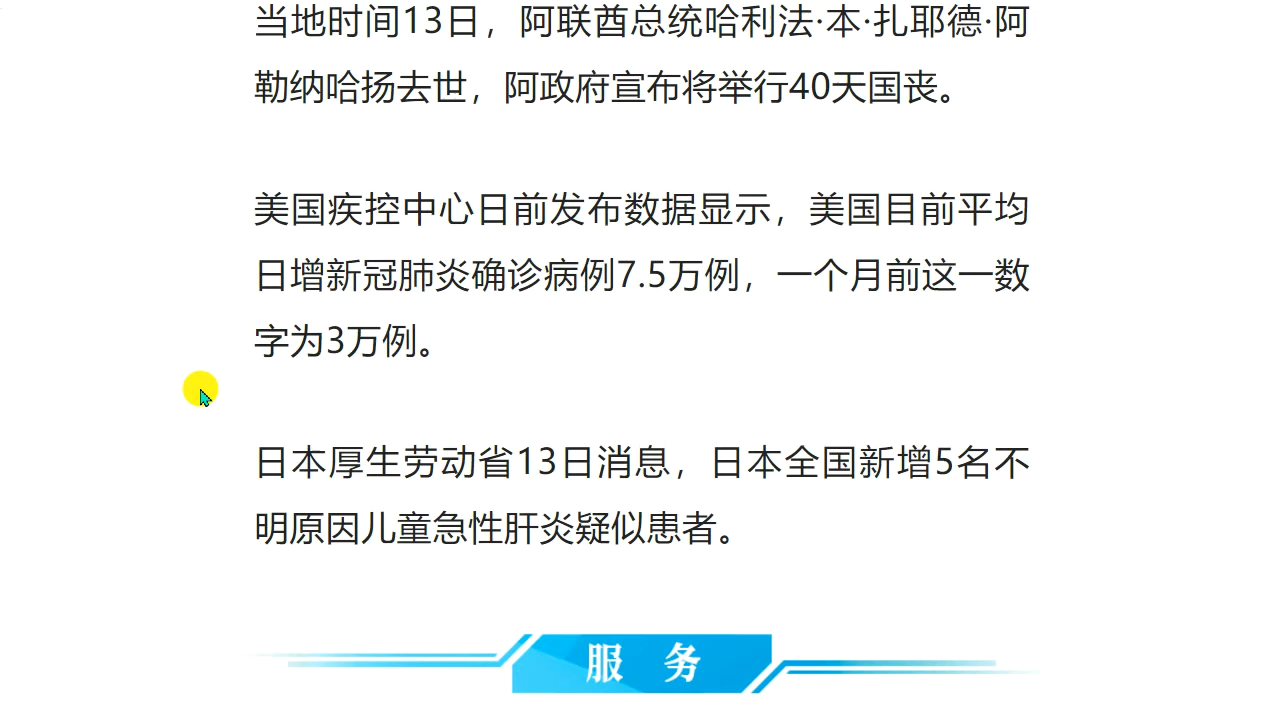 当地时间13日，阿联酋总统哈利法·本·扎耶德·阿
勒纳哈扬去世，阿政府宣布将举行40天国丧。
美国疾控中心日前发布数据显示，美国目前平均
日增新冠肺炎确诊病例7.5万例，一个月前这一数
字为3万例。
日本厚生劳动省13日消息，日本全国新增5名不
明原因儿童急性肝炎疑似患者。
服 务